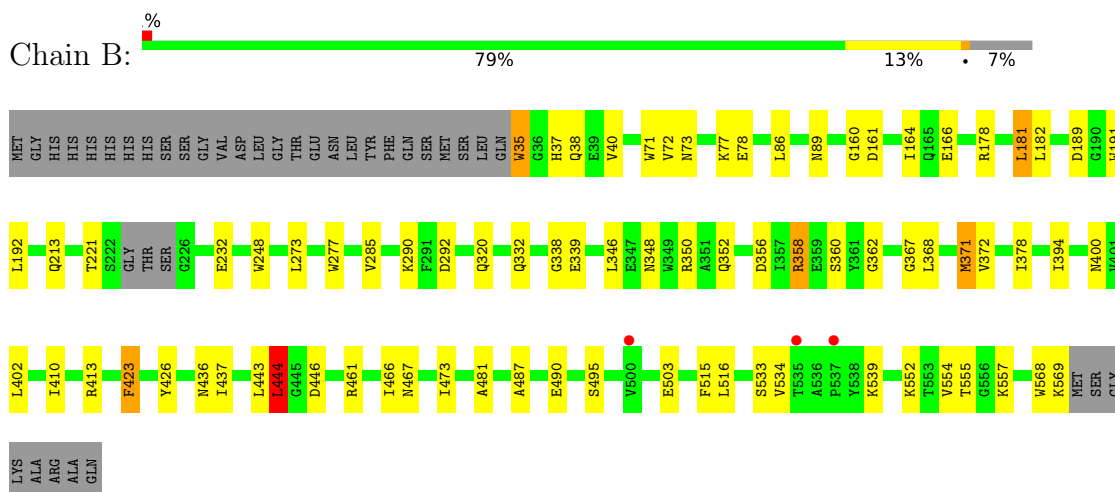 .%
Chain B:
79% 13% • 7%
MET GLY HIS HIS HIS HIS HIS HIS SER SER GLY VAL ASP LEU GLY THR GLU ASN LEU TYR PHE GLN SER MET SER LEU GLN W35 G36 H37 Q38 E39 V40 W71 V72 N73 K77 E78 L86 N89 G160 D161 I164 Q165 E166 R178 L181 L182 D189 G190 W191
L192 Q213 T221 S222 GLY THR SER G226 E232 W248 L273 W277 V285 K290 F291 D292 Q320 Q332 G338 E339 L346 E347 N348 W349 R350 A351 Q352 D356 I357 R358 E359 S360 Y361 G362 G367 L368 M371 V372 I378 I394 N400 V401
L402 I410 R413 F423 Y426 N436 I437 L443 L444 G445 D446 R461 I466 N467 I473 A481 A487 E490 S495 V500 E503 F515 L516 S533 V534 T535 A536 P537 Y538 K539 K552 T553 V554 T555 G556 K557 W568 K569 MET SER GLY
LYS ALA ARG ALA GLN